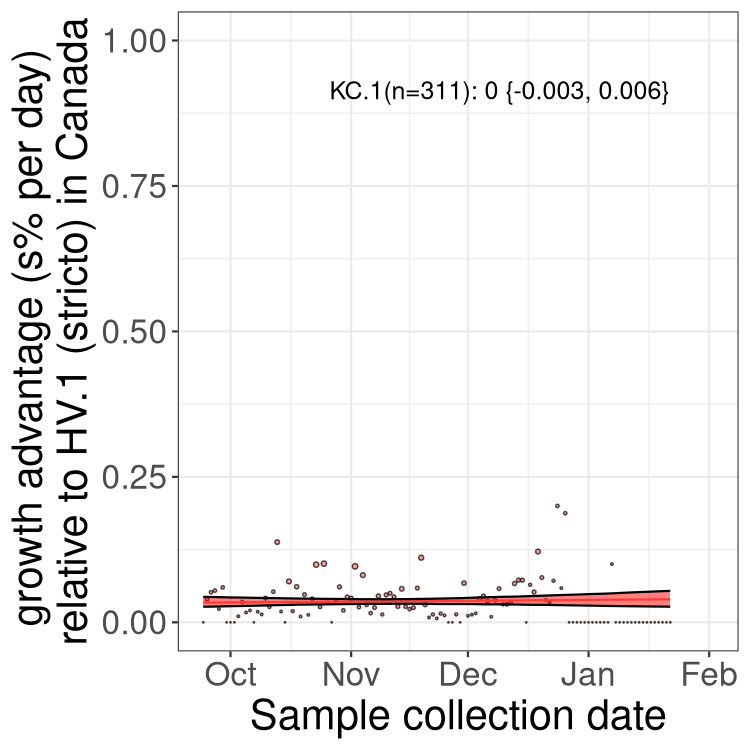 growth advantage (s% per day)
relative to HV.1 (stricto) in Canada
1.00
0.75
0.50
0.25
0.00
KC.1(n=311): 0 {-0.003, 0.006}
Oct Nov Dec Jan Feb
Sample collection date